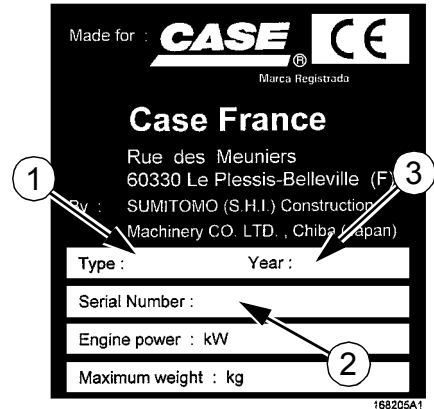 Made for : CASE ® CE
Marca Registrada
Case France
Rue des Meuniers
60330 Le Plessis-Belleville (F)
By : SUMITOMO (S.H.I.) Construction
Machinery CO. LTD. , Chiba (Japan)
1
3
Type : Year :
Serial Number :
Engine power : kW
2
Maximum weight : kg
168205A1